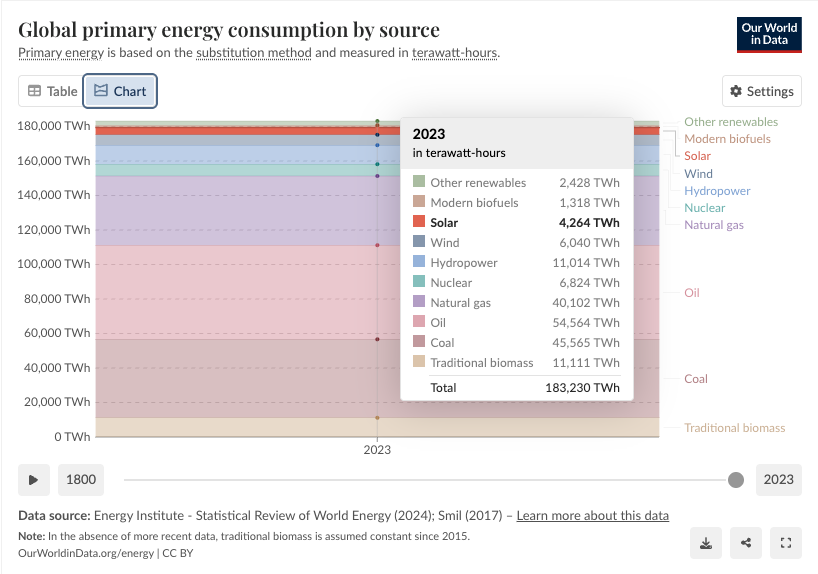 Global primary energy consumption by source
Primary energy is based on the substitution method and measured in terawatt-hours.
Our World
in Data
Table
Chart
Settings
180,000 TWh
160,000 TWh
140,000 TWh
120,000 TWh
100,000 TWh
80,000 TWh
60,000 TWh
40,000 TWh
20,000 TWh
0 TWh
2023
2023
in terawatt-hours
Other renewables 2,428 TWh
Modern biofuels 1,318 TWh
Solar 4,264 TWh
Wind 6,040 TWh
Hydropower 11,014 TWh
Nuclear 6,824 TWh
Natural gas 40,102 TWh
Oil 54,564 TWh
Coal 45,565 TWh
Traditional biomass 11,111 TWh
Total 183,230 TWh
Other renewables
Modern biofuels
Solar
Wind
Hydropower
Nuclear
Natural gas
Oil
Coal
Traditional biomass
1800
2023
Data source: Energy Institute - Statistical Review of World Energy (2024); Smil (2017) – Learn more about this data
Note: In the absence of more recent data, traditional biomass is assumed constant since 2015.
OurWorldinData.org/energy | CC BY